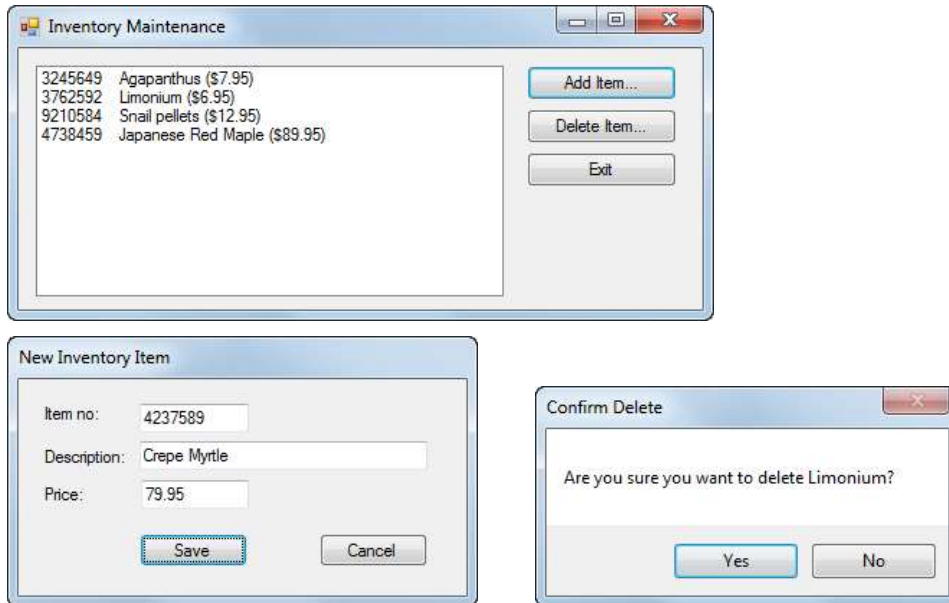 Inventory Maintenance
3245649 Agapanthus ($7.95)
3762592 Limonium ($6.95)
9210584 Snail pellets ($12.95)
4738459 Japanese Red Maple ($89.95)
Add Item...
Delete Item...
Exit
New Inventory Item
Item no: 4237589
Description: Crepe Myrtle
Price: 79.95
Save Cancel
Confirm Delete
Are you sure you want to delete Limonium?
Yes No